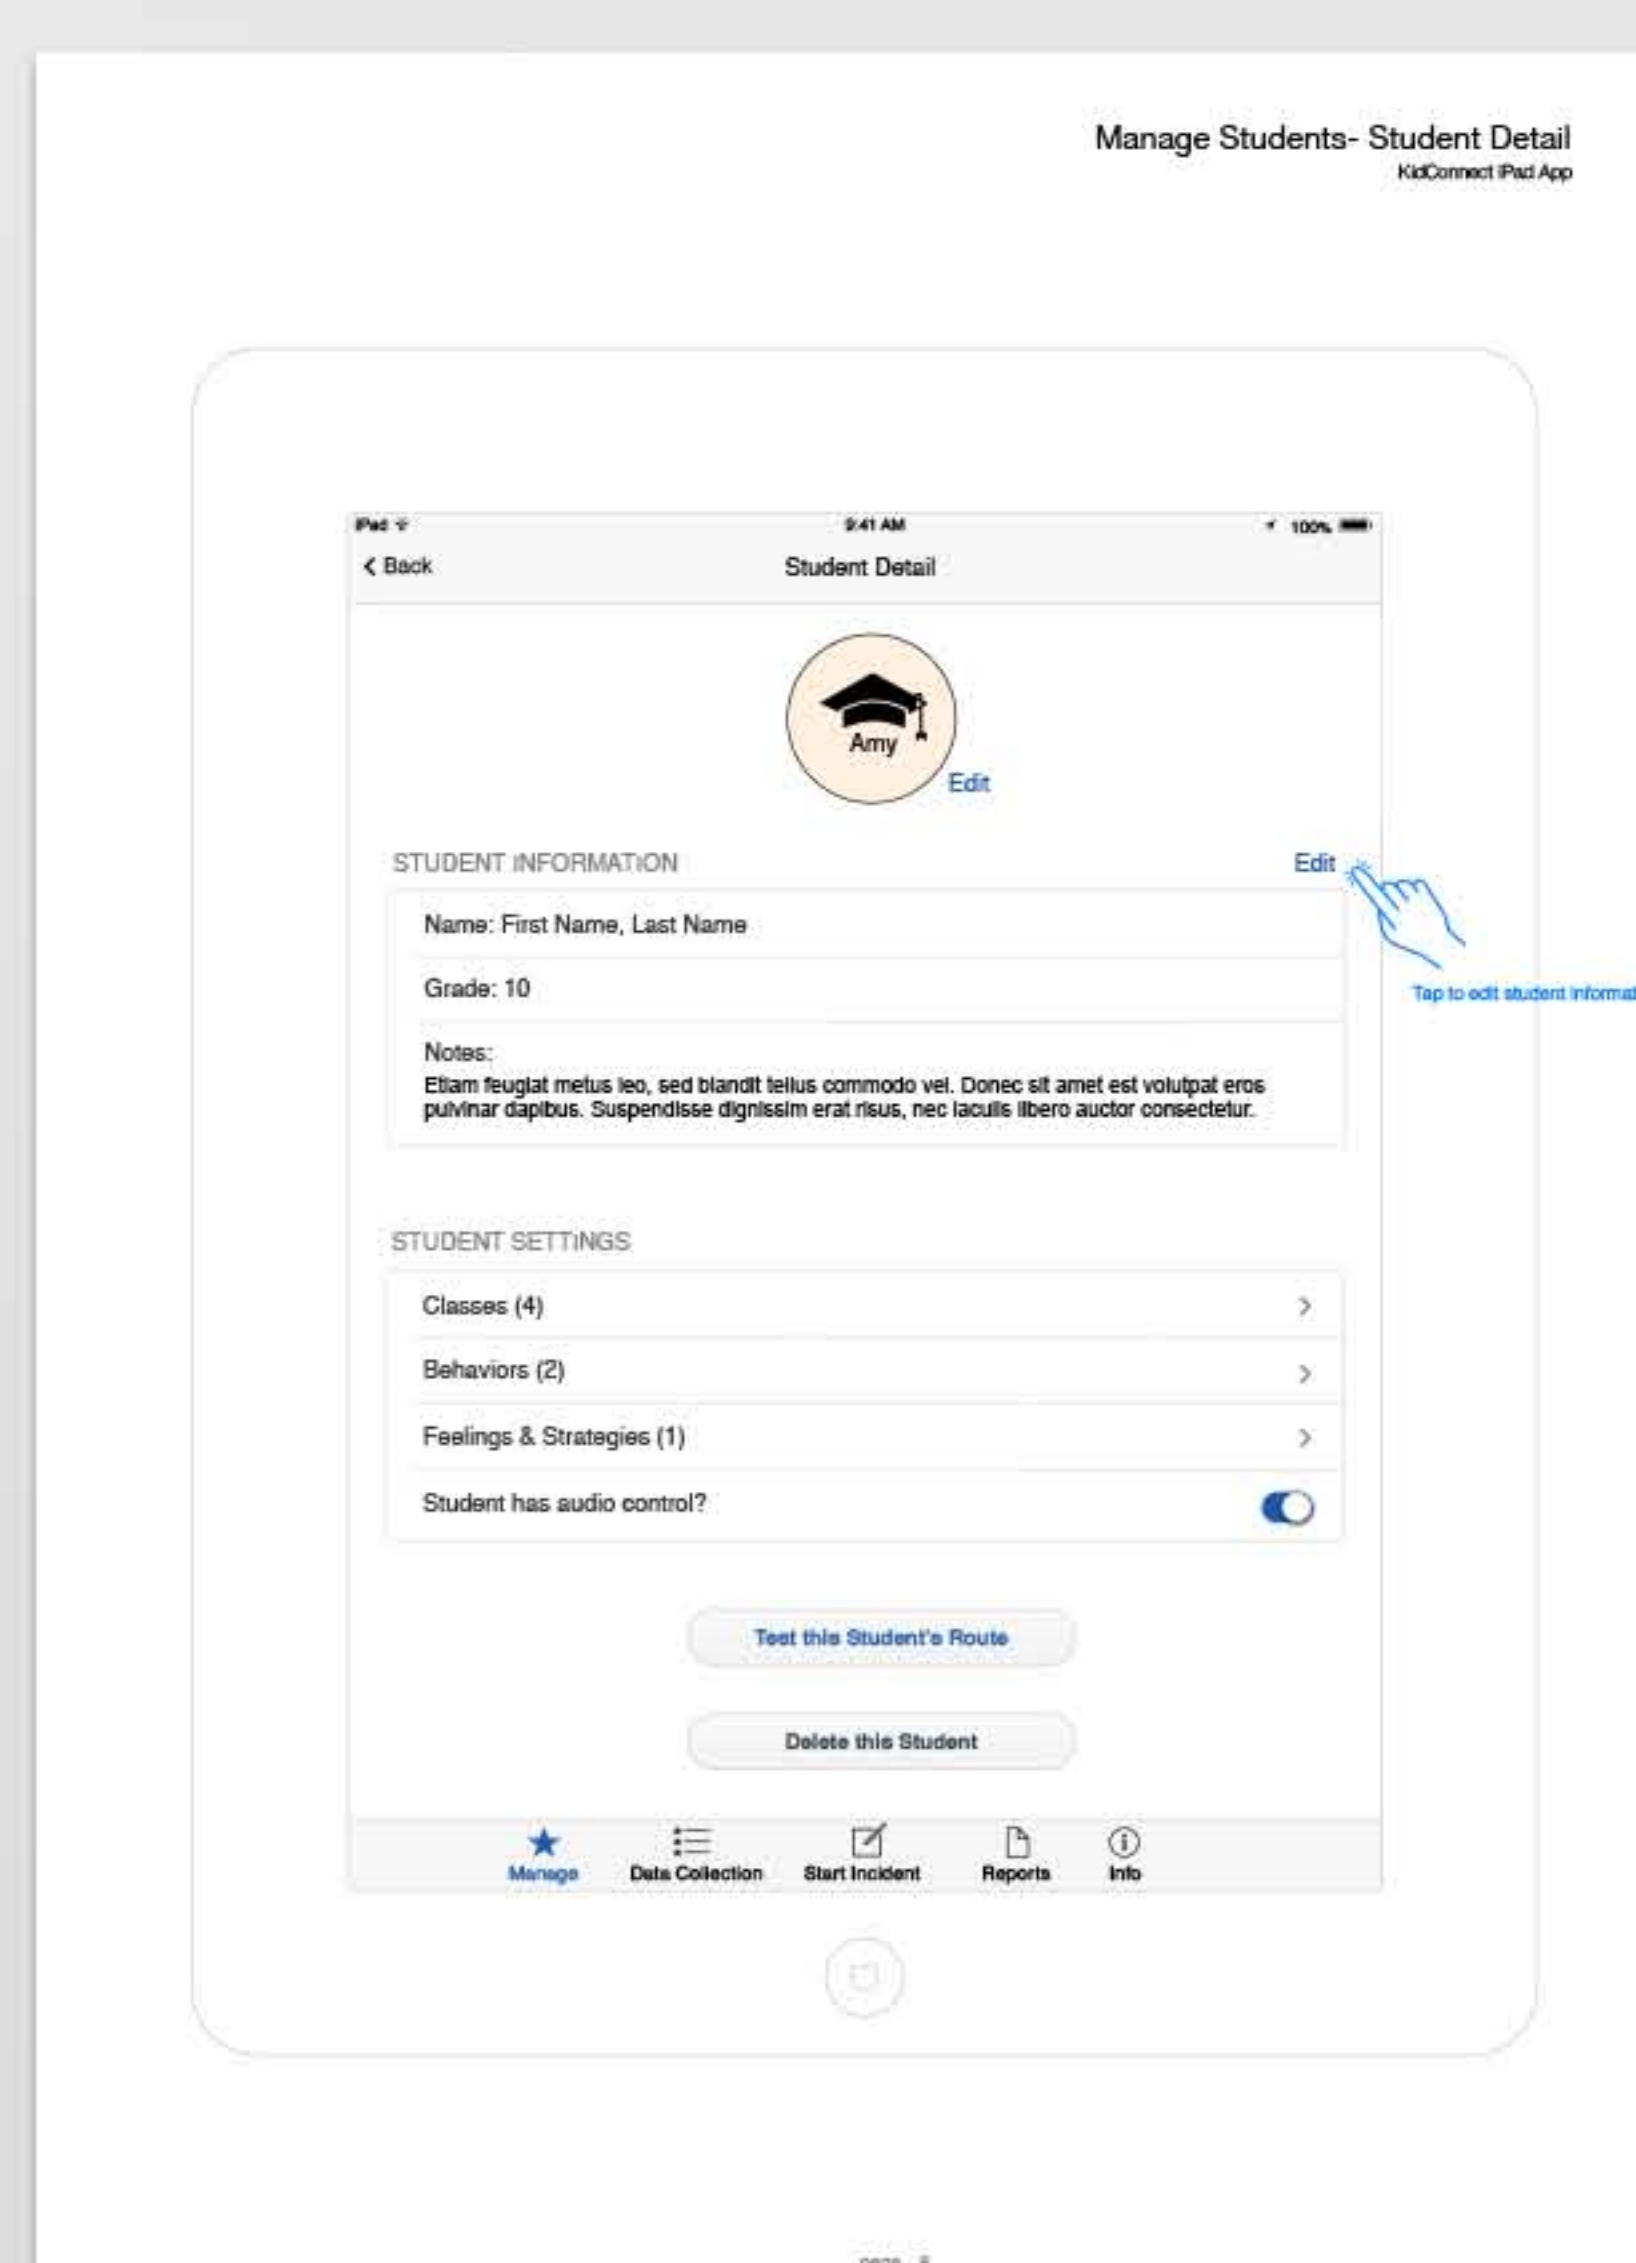 Manage Students- Student Detail
KidConnect iPad App
iPad 9:41 AM 100%
Back Student Detail
Amy
Edit
STUDENT INFORMATION Edit
Name: First Name, Last Name
Grade: 10
Tap to edit student
Notes:
Etiam feugiat metus leo, sed blandit tellus commodo vel. Donec sit amet est volutpat eros
pulvinar dapibus. Suspendisse dignissim erat risus, nec iaculis libero auctor consectetur.
STUDENT SETTINGS
Classes (4)
Behaviors (2)
Feelings & Strategies (1)
Student has audio control?
Test this Student's Route
Delete this Student
Manage Data Collection Start Incident Reports Info